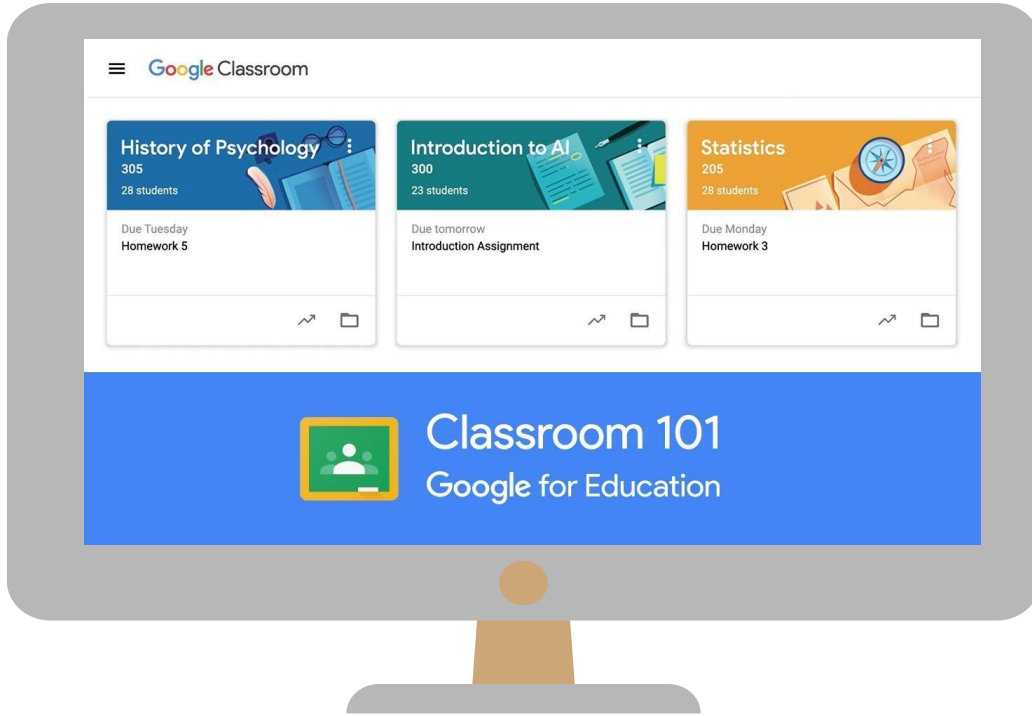 Google Classroom
History of Psychology
305
28 students
Due Tuesday
Homework 5
Introduction to AI
300
23 students
Due tomorrow
Introduction Assignment
Statistics
205
28 students
Due Monday
Homework 3
Classroom 101
Google for Education